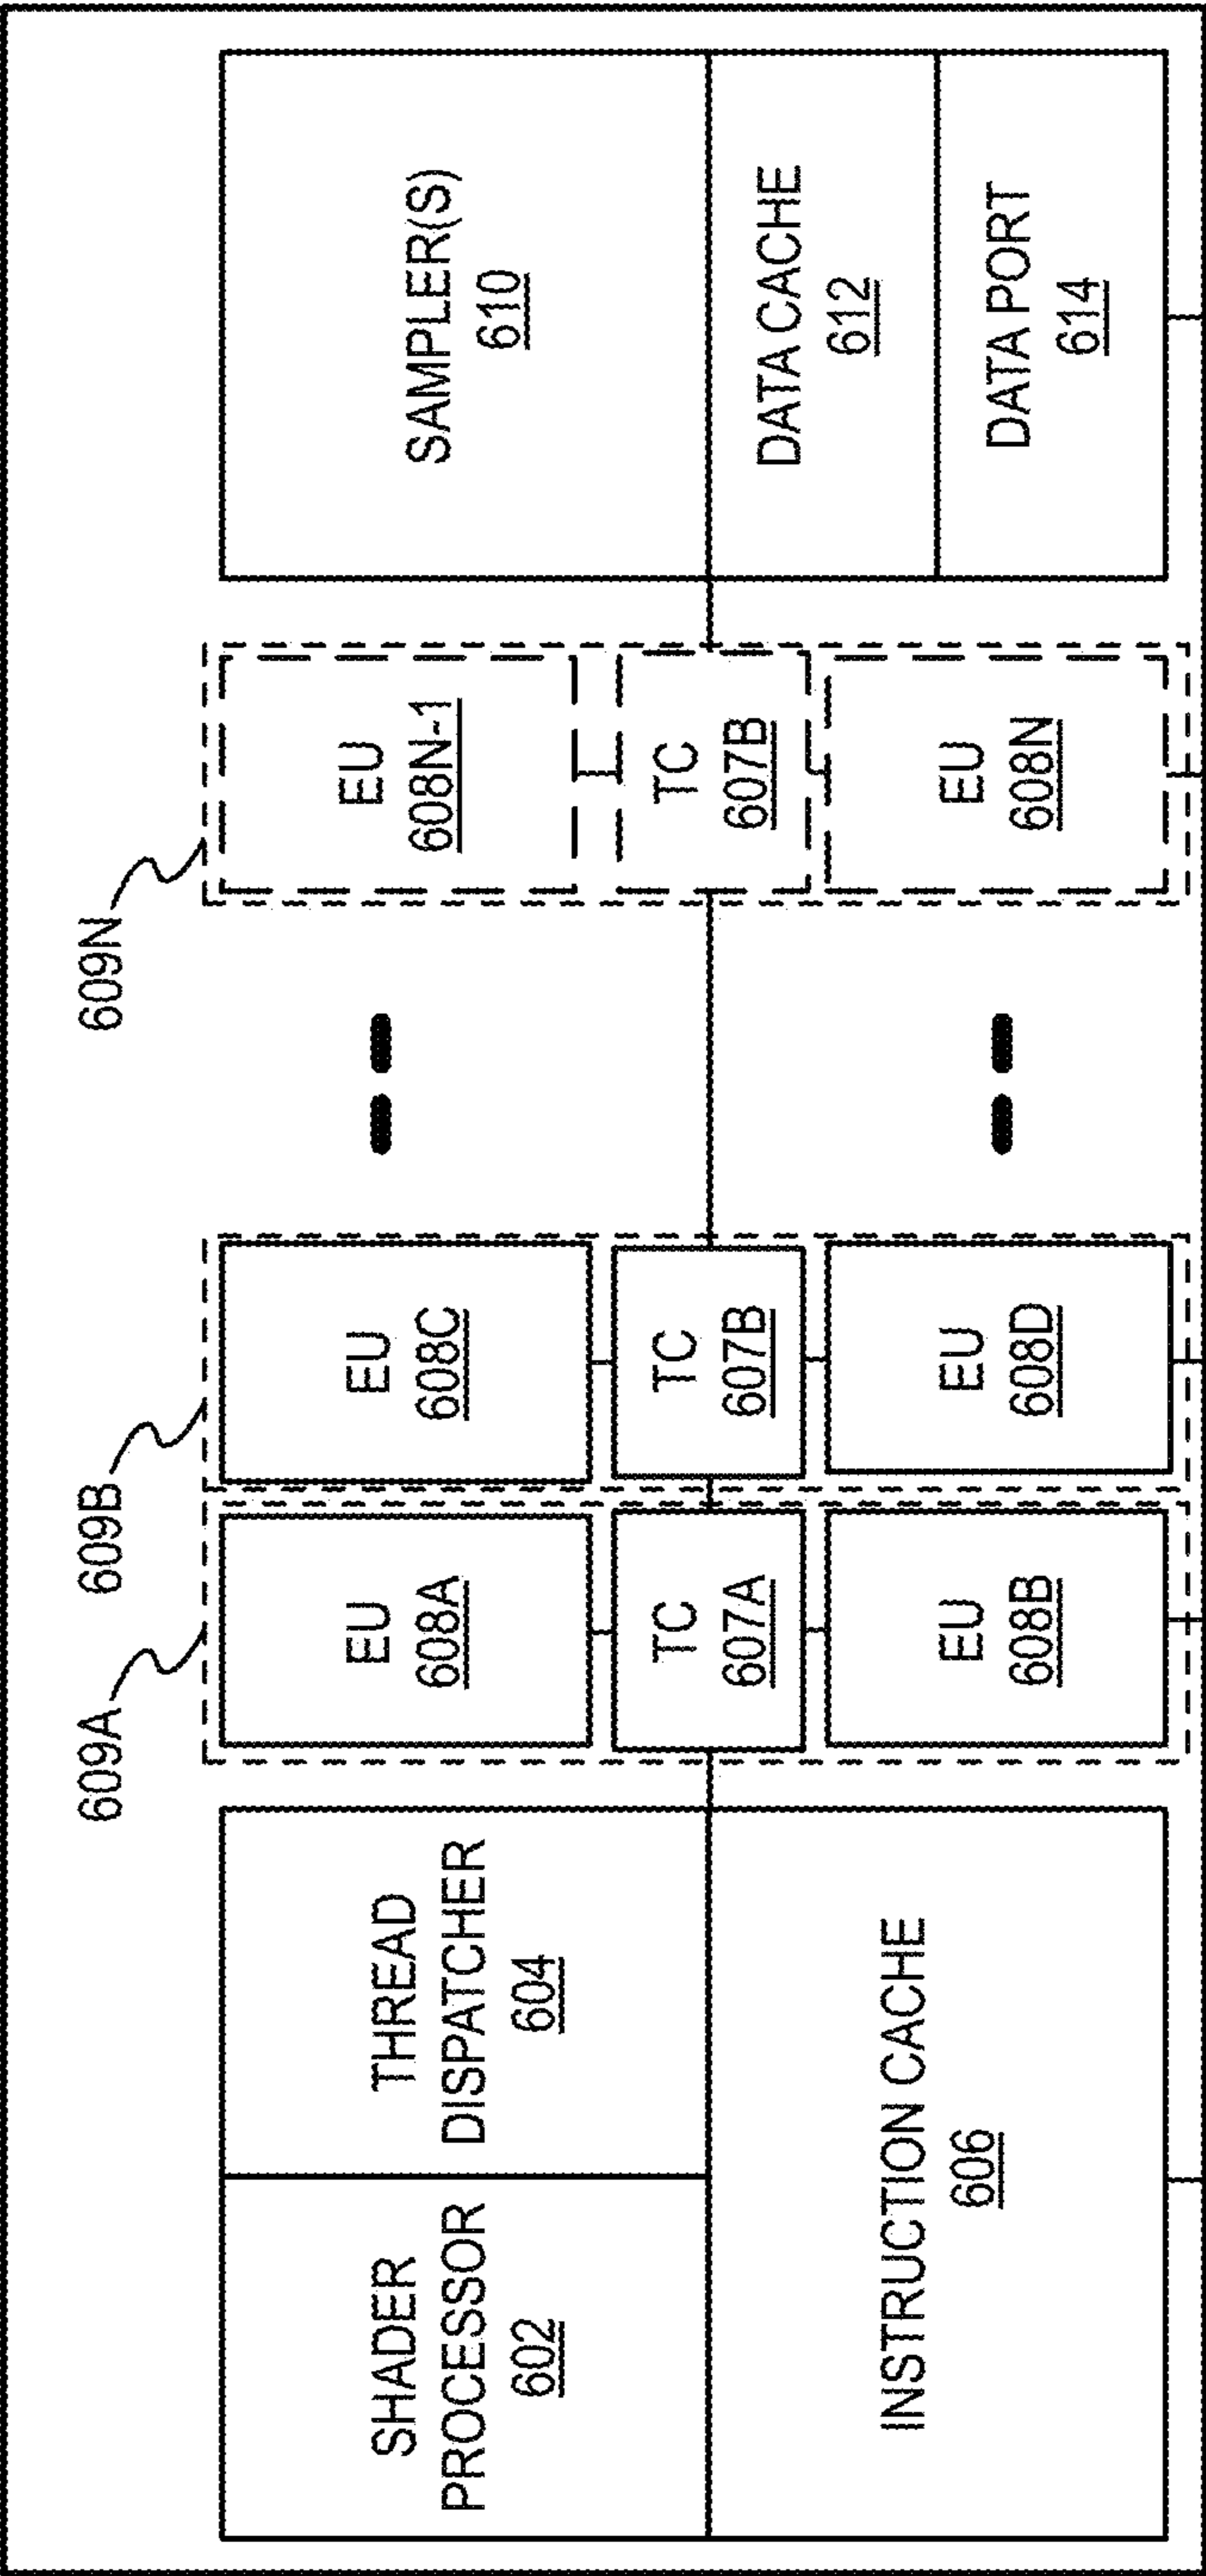 609A
609B
609N
SHADER
PROCESSOR
602
THREAD
DISPATCHER
604
INSTRUCTION CACHE
606
EU
608A
TC
607A
EU
608B
EU
608C
TC
607B
EU
608D
EU
608N-1
TC
607B
EU
608N
SAMPLER(S)
610
DATA CACHE
612
DATA PORT
614